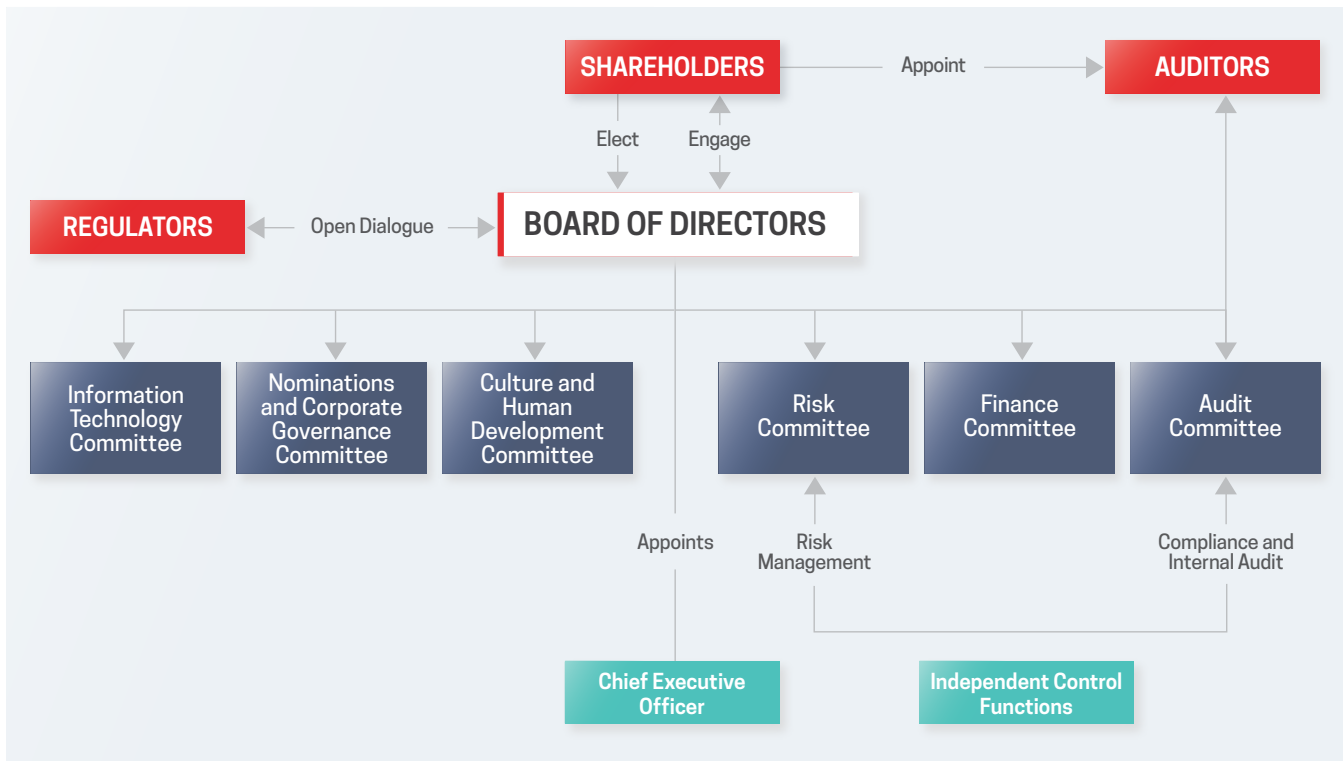 SHAREHOLDERS
Appoint
AUDITORS
Elect
Engage
REGULATORS
Open Dialogue
BOARD OF DIRECTORS
Information
Technology
Committee
Nominations
and Corporate
Governance
Committee
Culture and
Human
Development
Committee
Risk
Committee
Finance
Committee
Audit
Committee
Appoints
Risk
Management
Compliance and
Internal Audit
Chief Executive
Officer
Independent Control
Functions